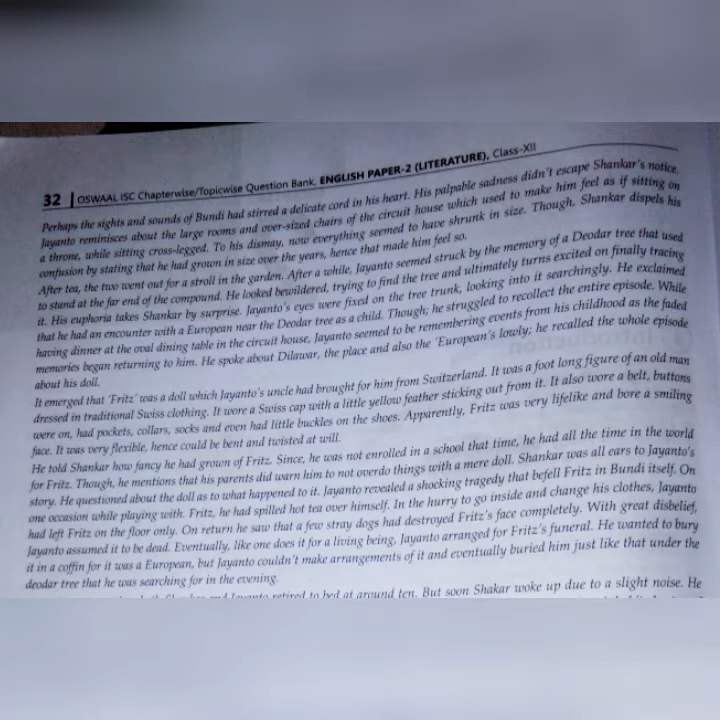 32 | OSWAAL ISC Chapterwise/Topicwise Question Bank, ENGLISH PAPER-2 (LITERATURE), Class-XII
Perhaps the sights and sounds of Bundi had stirred a delicate cord in his heart. His palpable sadness didn't escape Shankar's notice.
Jayanto reminisces about the large rooms and over-sized chairs of the circuit house which used to make him feel as if sitting on
a throne, while sitting cross-legged. To his dismay, now everything seemed to have shrunk in size. Though, Shankar dispels his
confusion by stating that he had grown in size over the years, hence that made him feel so.
After tea, the two went out for a stroll in the garden. After a while, Jayanto seemed struck by the memory of a Deodar tree that used
to stand at the far end of the compound. He looked bewildered, trying to find the tree and ultimately turns excited on finally tracing
it. His euphoria takes Shankar by surprise. Jayanto's eyes were fixed on the tree trunk, looking into it searchingly. He exclaimed
that he had an encounter with a European near the Deodar tree as a child. Though; he struggled to recollect the entire episode. While
having dinner at the oval dining table in the circuit house, Jayanto seemed to be remembering events from his childhood as the faded
memories began returning to him. He spoke about Dilawar, the place and also the 'European's lowly; he recalled the whole episode
about his doll.
It emerged that 'Fritz' was a doll which Jayanto's uncle had brought for him from Switzerland. It was a foot long figure of an old man
dressed in traditional Swiss clothing. It wore a Swiss cap with a little yellow feather sticking out from it. It also wore a belt, buttons
were on, had pockets, collars, socks and even had little buckles on the shoes. Apparently, Fritz was very lifelike and bore a smiling
face. It was very flexible, hence could be bent and twisted at will.
He told Shankar how fancy he had grown of Fritz. Since, he was not enrolled in a school that time, he had all the time in the world
for Fritz. Though, he mentions that his parents did warn him to not overdo things with a mere doll. Shankar was all ears to Jayanto's
story. He questioned about the doll as to what happened to it. Jayanto revealed a shocking tragedy that befell Fritz in Bundi itself. On
one occasion while playing with. Fritz, he had spilled hot tea over himself. In the hurry to go inside and change his clothes, Jayanto
had left Fritz on the floor only. On return he saw that a few stray dogs had destroyed Fritz's face completely. With great disbelief,
Jayanto assumed it to be dead. Eventually, like one does it for a living being, Jayanto arranged for Fritz's funeral. He wanted to bury
it in a coffin for it was a European, but Jayanto couldn't make arrangements of it and eventually buried him just like that under the
deodar tree that he was searching for in the evening.
Jayanto retired to bed at around ten. But soon Shakar woke up due to a slight noise. He